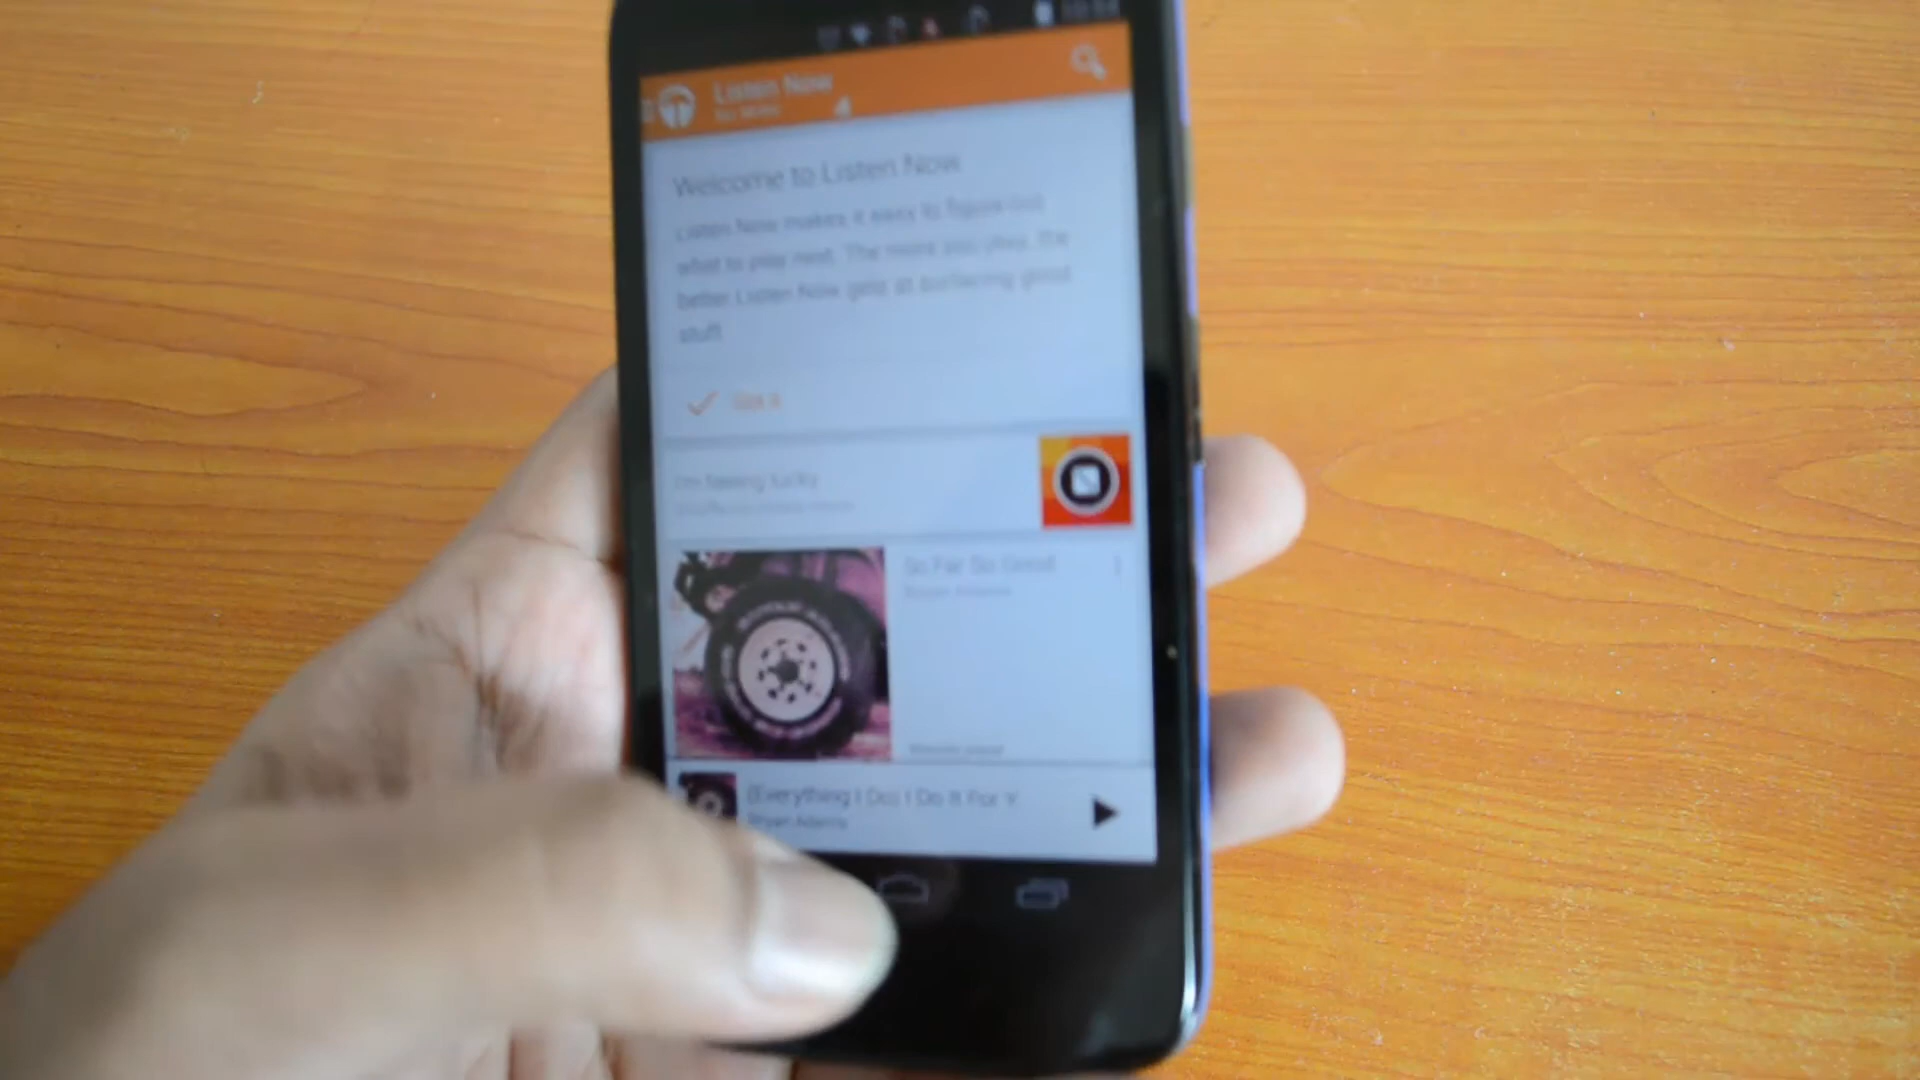 Listen Now
Welcome to Listen Now
Listen Now makes it easy to figure out
what to play next. The more you play, the
better Listen Now gets at surfacing good
stuff.
Got it
I'm feeling lucky
So Far So Good
Bryan Adams
(Everything I Do) I Do It For Y
Bryan Adams